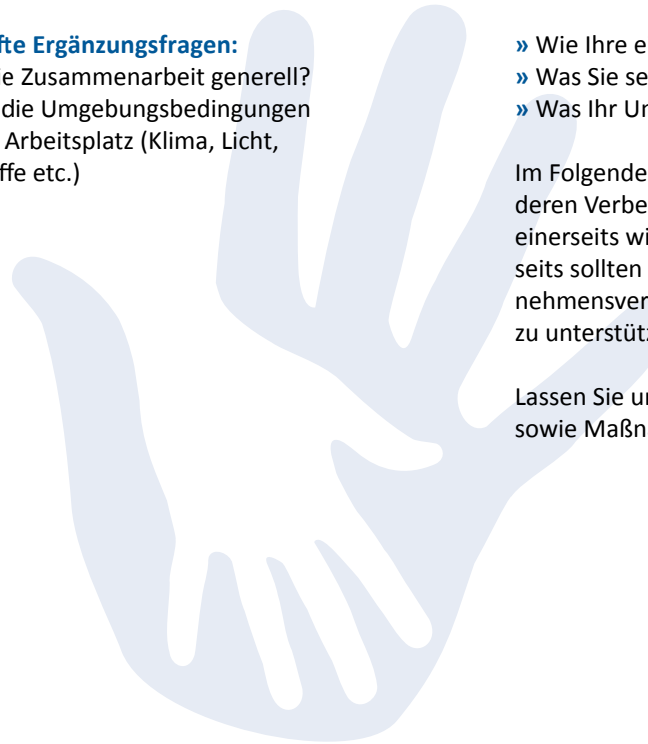 fte Ergänzungsfragen:
ie Zusammenarbeit generell?
die Umgebungsbedingungen
Arbeitsplatz (Klima, Licht,
ffe etc.)
» Wie Ihre e
» Was Sie se
» Was Ihr Un
Im Folgende
deren Verbe
einerseits wi
seits sollten
nehmensver
zu unterstütz
Lassen Sie un
sowie Maßn